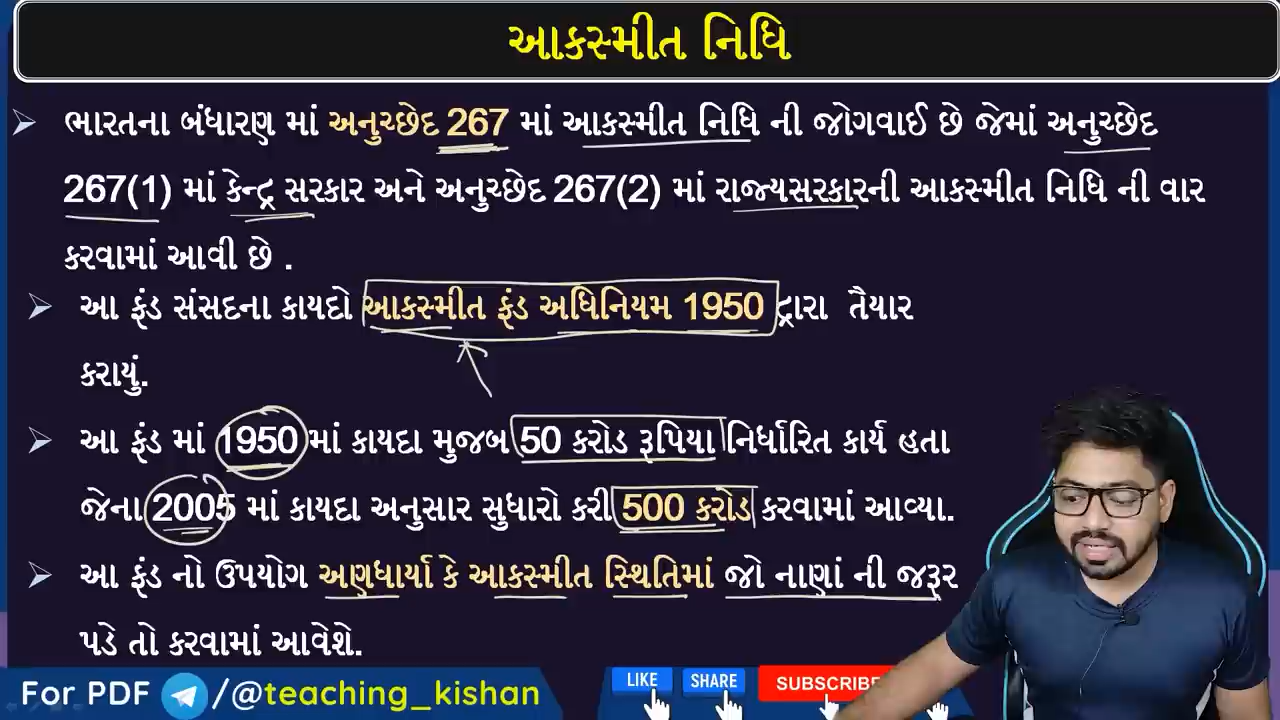 આકસ્મીત નિધિ
ભારતના બંધારણ માં અનુચ્છેદ 267 માં આકસ્મીત નિધિ ની જોગવાઈ છે જેમાં અનુચ્છેદ
267(1) માં કેન્દ્ર સરકાર અને અનુચ્છેદ 267(2) માં રાજ્યસરકારની આકસ્મીત નિધિ ની વાર
કરવામાં આવી છે .
આ ફંડ સંસદના કાયદો આકસ્મીત ફંડ અધિનિયમ 1950 દ્રારા તૈયાર
કરાયું.
આ ફંડ માં 1950 માં કાયદા મુજબ 50 કરોડ રૂપિયા નિર્ધારિત કાર્ય હતા
જેના 2005 માં કાયદા અનુસાર સુધારો કરી 500 કરોડ કરવામાં આવ્યા.
આ ફંડ નો ઉપયોગ અણધાર્યા કે આકસ્મીત સ્થિતિમાં જો નાણાં ની જરૂર
પડે તો કરવામાં આવેશે.
For PDF /@teaching_kishan
LIKE SHARE SUBSCRIBE